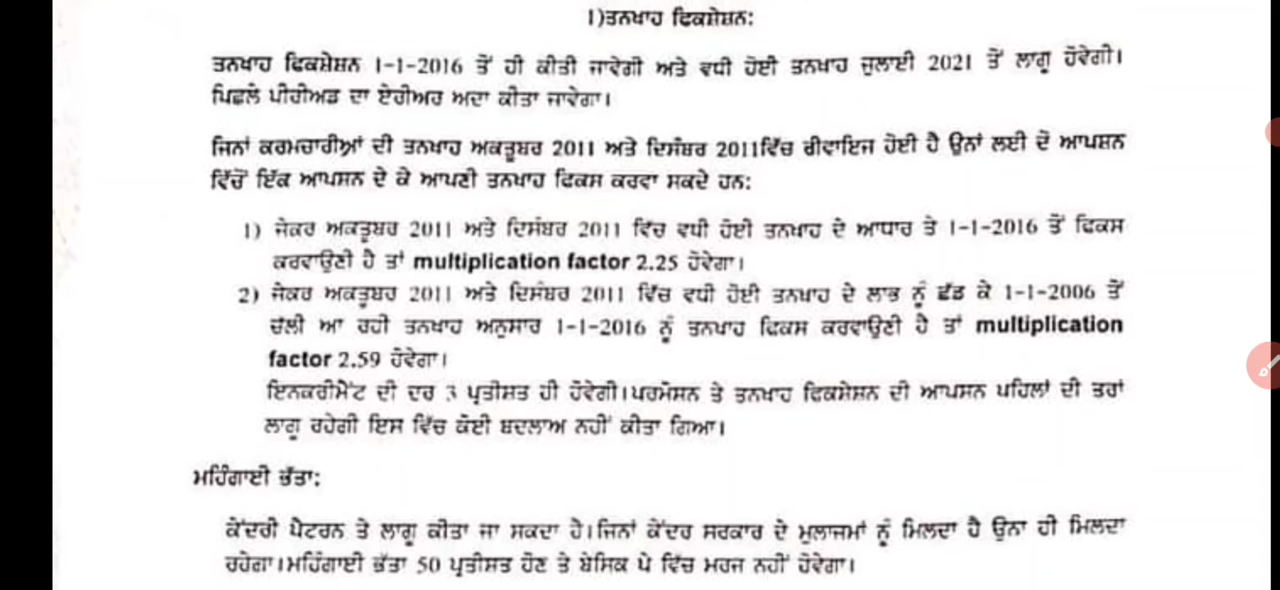 1)ਤਨਖਾਹ ਫਿਕਸ਼ੇਸ਼ਨ:
ਤਨਖਾਹ ਫਿਕਸ਼ੇਸ਼ਨ 1-1-2016 ਤੋਂ ਹੀ ਕੀਤੀ ਜਾਵੇਗੀ ਅਤੇ ਵਧੀ ਹੋਈ ਤਨਖਾਹ ਜੁਲਾਈ 2021 ਤੋਂ ਲਾਗੂ ਹੋਵੇਗੀ।
ਪਿਛਲੇ ਪੀਰੀਅਡ ਦਾ ਏਰੀਅਰ ਅਦਾ ਕੀਤਾ ਜਾਵੇਗਾ।
ਜਿਨਾਂ ਕਰਮਚਾਰੀਆਂ ਦੀ ਤਨਖਾਹ ਅਕਤੂਬਰ 2011 ਅਤੇ ਦਿਸੰਬਰ 2011ਵਿੱਚ ਰੀਵਾਇਜ ਹੋਈ ਹੈ ਉਨਾਂ ਲਈ ਦੋ ਆਪਸ਼ਨ
ਵਿੱਚੋਂ ਇੱਕ ਆਪਸਨ ਦੇ ਕੇ ਆਪਣੀ ਤਨਖਾਹ ਫਿਕਸ ਕਰਵਾ ਸਕਦੇ ਹਨ:
1) ਜੇਕਰ ਅਕਤੂਬਰ 2011 ਅਤੇ ਦਿਸੰਬਰ 2011 ਵਿੱਚ ਵਧੀ ਹੋਈ ਤਨਖਾਹ ਦੇ ਆਧਾਰ ਤੇ 1-1-2016 ਤੋਂ ਫਿਕਸ
ਕਰਵਾਉਣੀ ਹੈ ਤਾਂ multiplication factor 2.25 ਹੋਵੇਗਾ।
2) ਜੇਕਰ ਅਕਤੂਬਰ 2011 ਅਤੇ ਦਿਸੰਬਰ 2011 ਵਿੱਚ ਵਧੀ ਹੋਈ ਤਨਖਾਹ ਦੇ ਲਾਭ ਨੂੰ ਛੱਡ ਕੇ 1-1-2006 ਤੋਂ
ਚੱਲੀ ਆ ਰਹੀ ਤਨਖਾਹ ਅਨੁਸਾਰ 1-1-2016 ਨੂੰ ਤਨਖਾਹ ਫਿਕਸ ਕਰਵਾਉਣੀ ਹੈ ਤਾਂ multiplication
factor 2.59 ਹੋਵੇਗਾ।
ਇਨਕਰੀਮੈਂਟ ਦੀ ਦਰ 3 ਪ੍ਰਤੀਸਤ ਹੀ ਹੋਵੇਗੀ।ਪਰਮੋਸਨ ਤੇ ਤਨਖਾਹ ਫਿਕਸੇਸ਼ਨ ਦੀ ਆਪਸਨ ਪਹਿਲਾਂ ਦੀ ਤਰਾਂ
ਲਾਗੂ ਰਹੇਗੀ ਇਸ ਵਿੱਚ ਕੋਈ ਬਦਲਾਅ ਨਹੀਂ ਕੀਤਾ ਗਿਆ।
ਮਹਿੰਗਾਈ ਭੱਤਾ:
ਕੇਂਦਰੀ ਪੈਟਰਨ ਤੇ ਲਾਗੂ ਕੀਤਾ ਜਾ ਸਕਦਾ ਹੈ।ਜਿਨਾਂ ਕੇਂਦਰ ਸਰਕਾਰ ਦੇ ਮੁਲਾਜਮਾਂ ਨੂੰ ਮਿਲਦਾ ਹੈ ਉਨਾ ਹੀ ਮਿਲਦਾ
ਰਹੇਗਾ।ਮਹਿੰਗਾਈ ਭੱਤਾ 50 ਪ੍ਰਤੀਸਤ ਹੋਣ ਤੇ ਬੇਸਿਕ ਪੇ ਵਿੱਚ ਮਰਜ ਨਹੀਂ ਹੋਵੇਗਾ।